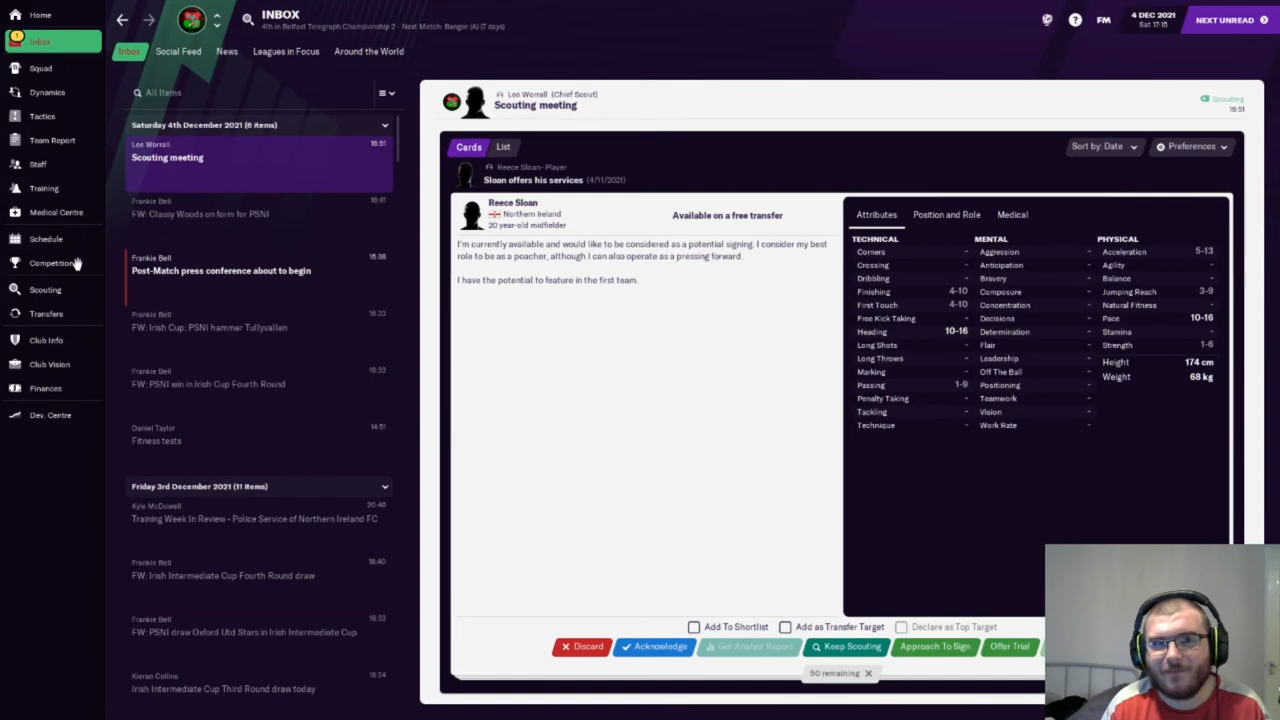 Home
INBOX
4th in Belfast Telegraph Championship 2 - Next Match: Bangor (A) (7 days)
FM
4 DEC 2021
Sat 17:15
NEXT UNREAD
1
Inbox
Squad
Dynamics
Tactics
Team Report
Staff
Training
Medical Centre
Schedule
Competitions
Scouting
Transfers
Club Info
Club Vision
Finances
Dev. Centre
Inbox Social Feed News Leagues in Focus Around the World
All Items
Saturday 4th December 2021 (6 items)
Lee Worrall 16:51
Scouting meeting
Frankie Bell 16:41
FW: Classy Woods on form for PSNI
Frankie Bell 16:38
Post-Match press conference about to begin
Frankie Bell 16:33
FW: Irish Cup: PSNI hammer Tullyvallen
Frankie Bell 16:33
FW: PSNI win in Irish Cup Fourth Round
Daniel Taylor 14:51
Fitness tests
Friday 3rd December 2021 (11 items)
Kyle McDowell 20:46
Training Week In Review - Police Service of Northern Ireland FC
Frankie Bell 18:40
FW: Irish Intermediate Cup Fourth Round draw
Frankie Bell 18:33
FW: PSNI draw Oxford Utd Stars in Irish Intermediate Cup
Kieran Collins 18:24
Irish Intermediate Cup Third Round draw today
Lee Worrall (Chief Scout)
Scouting meeting
Scouting
16:51
Cards List
Sort by: Date
Preferences
Reece Sloan- Player
Sloan offers his services (4/11/2021)
Reece Sloan
Northern Ireland
20 year-old midfielder
Available on a free transfer
I'm currently available and would like to be considered as a potential signing. I consider my best
role to be as a poacher, although I can also operate as a pressing forward.
I have the potential to feature in the first team.
Attributes Position and Role Medical
TECHNICAL MENTAL PHYSICAL
Corners - Aggression - Acceleration 5-13
Crossing - Anticipation - Agility -
Dribbling - Bravery - Balance -
Finishing 4-10 Composure - Jumping Reach 3-9
First Touch 4-10 Concentration - Natural Fitness -
Free Kick Taking - Decisions - Pace 10-16
Heading 10-16 Determination - Stamina -
Long Shots - Flair - Strength 1-6
Long Throws - Leadership - Height 174 cm
Marking - Off The Ball - Weight 68 kg
Passing 1-9 Positioning -
Penalty Taking - Teamwork -
Tackling - Vision -
Technique - Work Rate -
Add To Shortlist Add as Transfer Target Declare as Top Target
Discard Acknowledge Get Analyst Report Keep Scouting Approach To Sign Offer Trial
50 remaining